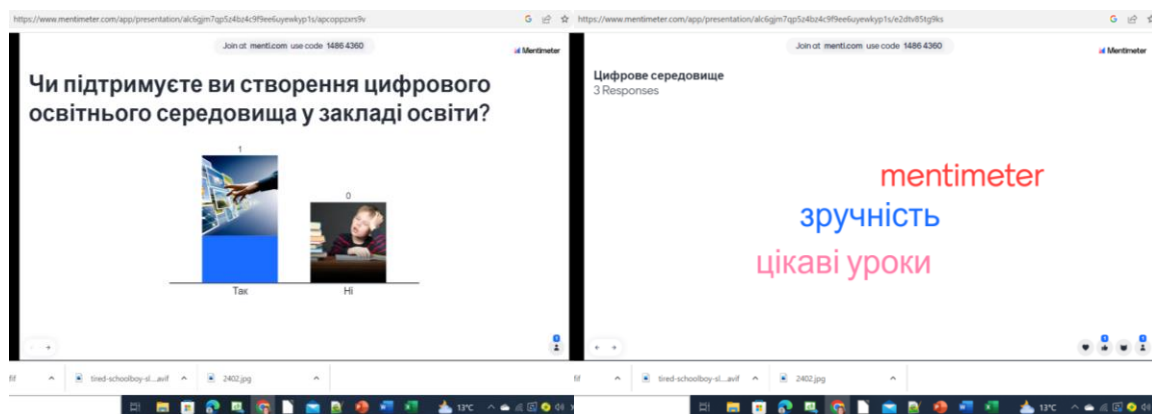 https://www.mentimeter.com/app/presentation/alc6gjm7qp5z4bz4c9f9ee6uyewkyp1s/apcoppzxrs9v
Join at menti.com use code 1486 4360
Mentimeter
Чи підтримуєте ви створення цифрового
освітнього середовища у закладі освіти?
1
0
Так
Ні
fif
tired-schoolboy-sl....avif
2402.jpg
13°C
https://www.mentimeter.com/app/presentation/alc6gjm7qp5z4bz4c9f9ee6uyewkyp1s/e2dtv85tg9ks
Join at menti.com use code 1486 4360
Mentimeter
Цифрове середовище
3 Responses
mentimeter
зручність
цікаві уроки
fif
tired-schoolboy-sl....avif
2402.jpg
13°C